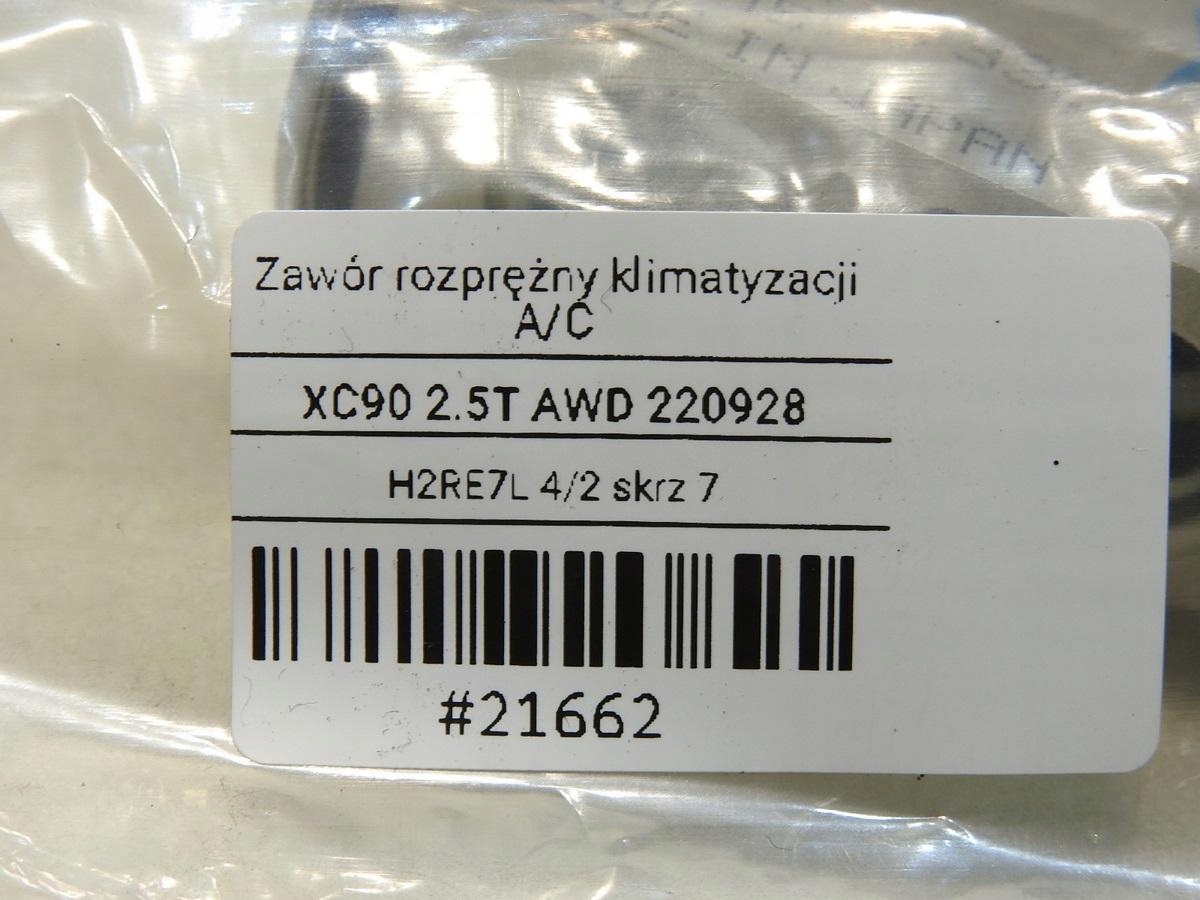 Zawór rozprężny klimatyzacji
A/C
XC90 2.5T AWD 220928
H2RE7L 4/2 skrz 7
#21662